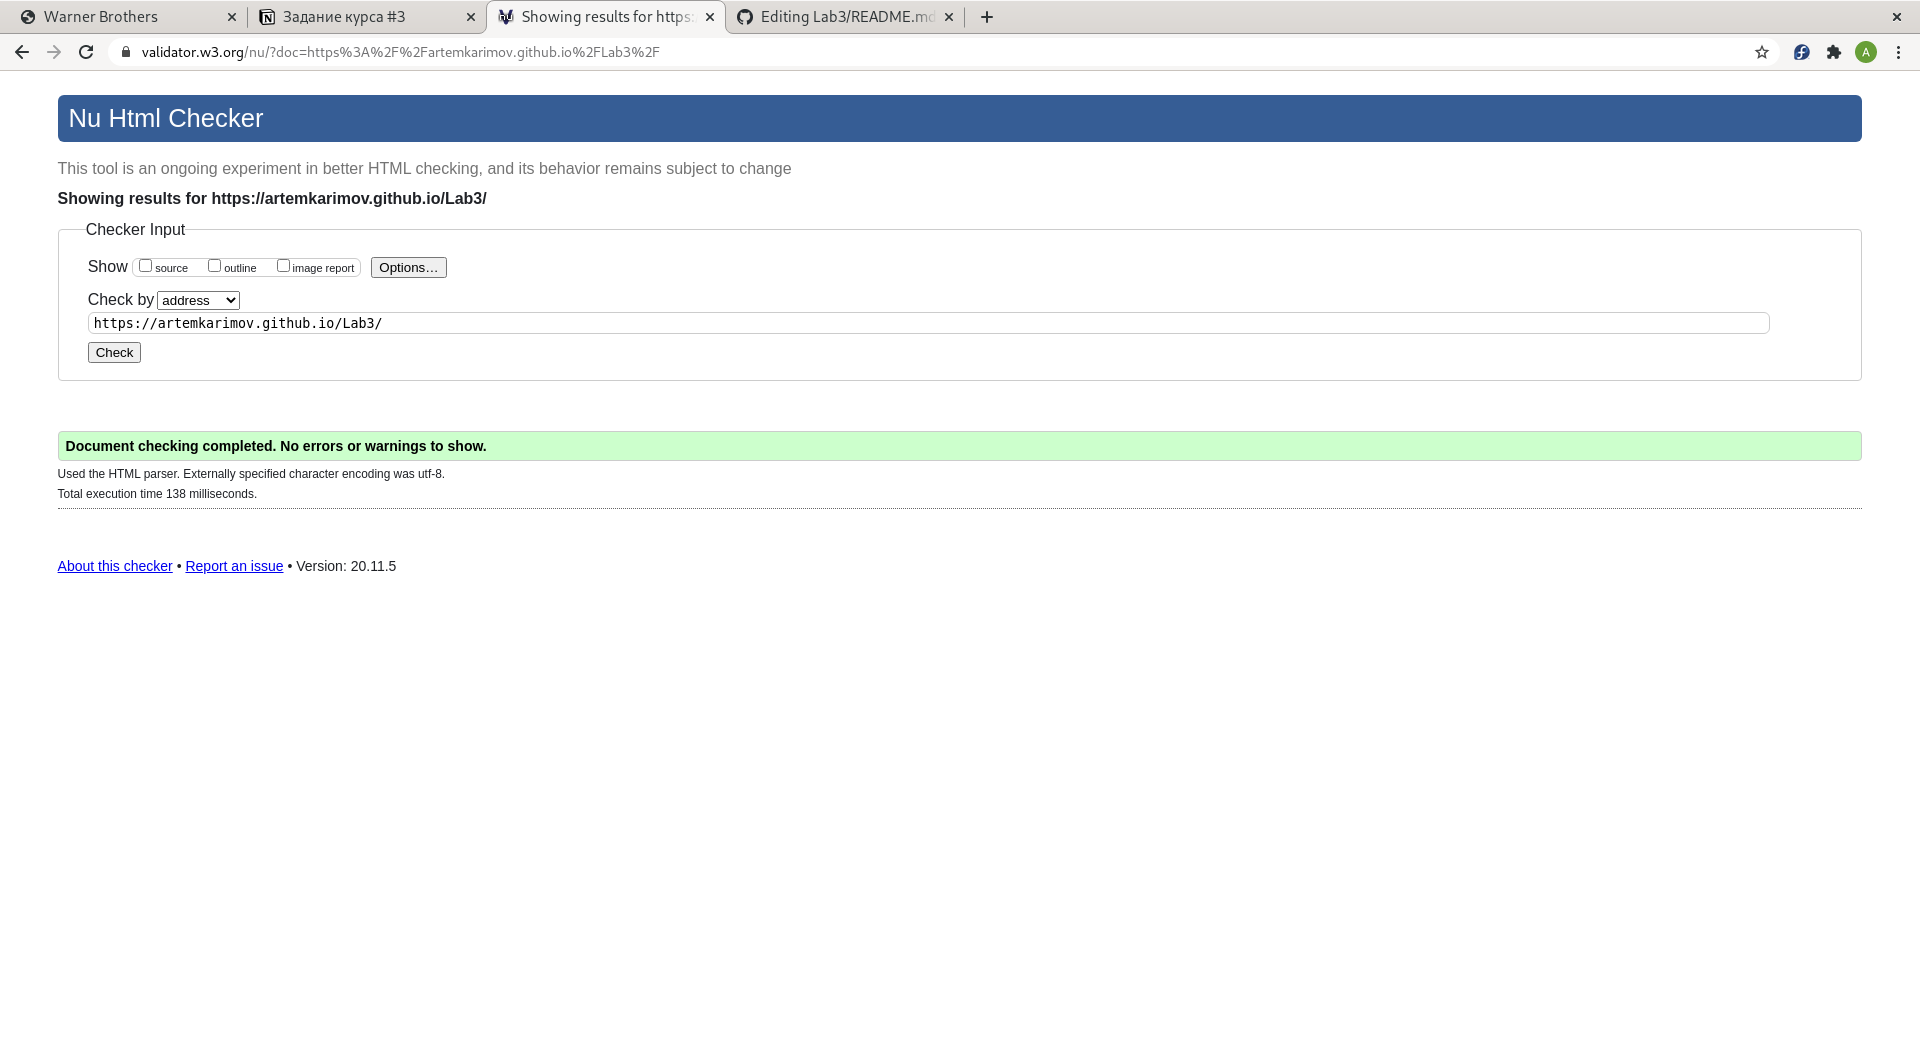 Warner Brothers
Задание курса #3
Showing results for https:
Editing Lab3/README.md
validator.w3.org/nu/?doc=https%3A%2F%2Fartemkarimov.github.io%2FLab3%2F
A
Nu Html Checker
This tool is an ongoing experiment in better HTML checking, and its behavior remains subject to change
Showing results for https://artemkarimov.github.io/Lab3/
Checker Input
Show source outline image report Options...
Check by address
https://artemkarimov.github.io/Lab3/
Check
Document checking completed. No errors or warnings to show.
Used the HTML parser. Externally specified character encoding was utf-8.
Total execution time 138 milliseconds.
About this checker • Report an issue • Version: 20.11.5